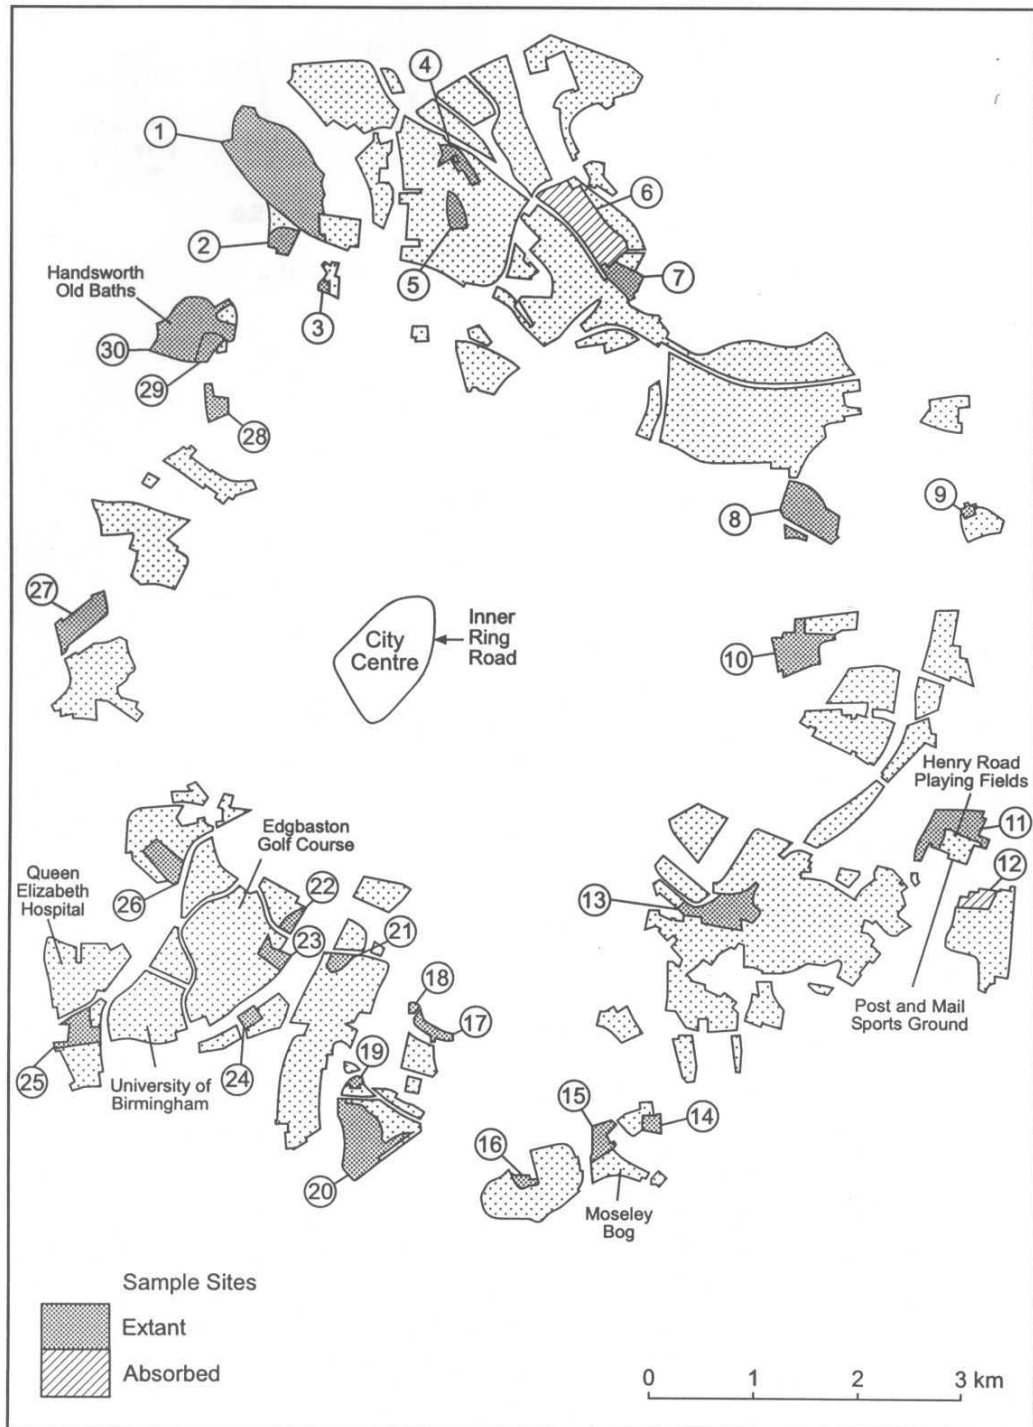 4
1
6
2
5
7
Handsworth
Old Baths
3
30
29
28
9
8
27
City
Centre
Inner
Ring
Road
10
Henry Road
Playing Fields
Edgbaston
Golf Course
11
Queen
Elizabeth
Hospital
12
22
26
13
23
21
18
17
Post and Mail
Sports Ground
19
25
24
University of
Birmingham
15
14
16
20
Moseley
Bog
Sample Sites
Extant
Absorbed
0 1 2 3 km